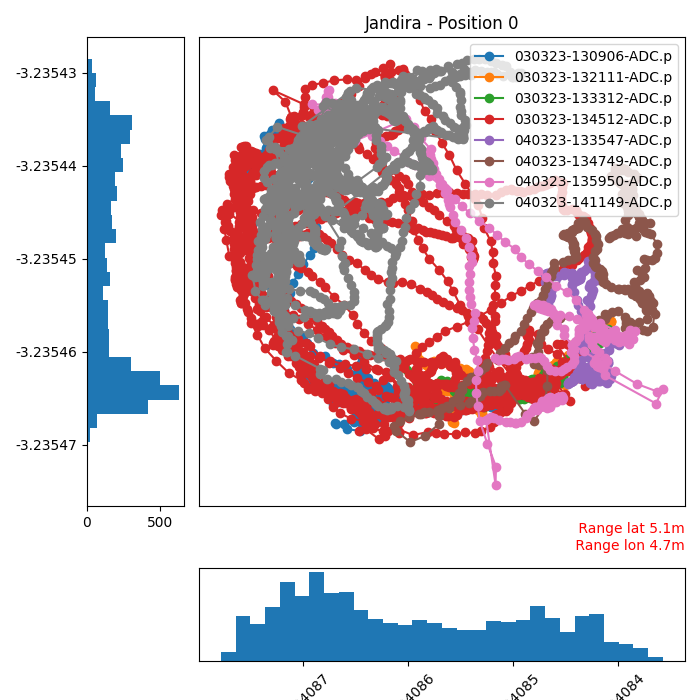 Jandira - Position 0
030323-130906-ADC.p
030323-132111-ADC.p
030323-133312-ADC.p
030323-134512-ADC.p
040323-133547-ADC.p
040323-134749-ADC.p
040323-135950-ADC.p
040323-141149-ADC.p
-3.23543
-3.23544
-3.23545
-3.23546
-3.23547
0 500
Range lat 5.1m
Range lon 4.7m
4087 4086 4085 4084